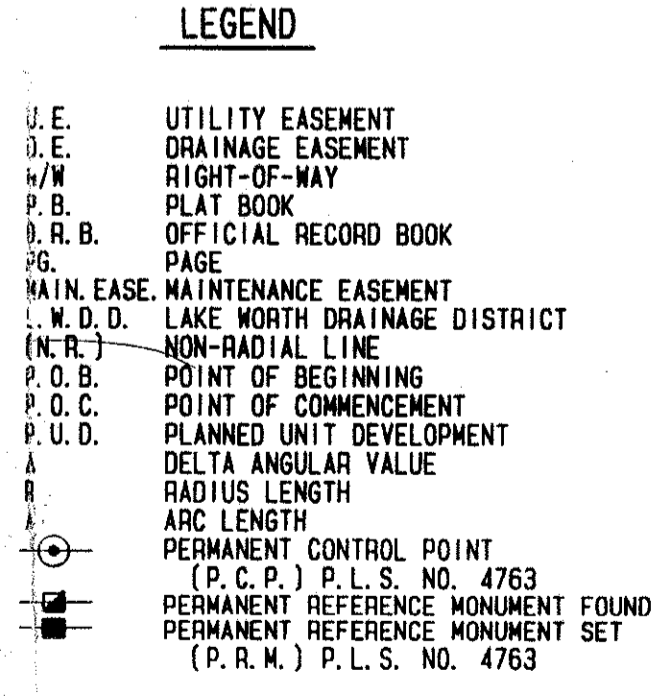 LEGEND
U.E. UTILITY EASEMENT
D.E. DRAINAGE EASEMENT
R/W RIGHT-OF-WAY
P.B. PLAT BOOK
O.R.B. OFFICIAL RECORD BOOK
PG. PAGE
MAIN.EASE. MAINTENANCE EASEMENT
L.W.D.D. LAKE WORTH DRAINAGE DISTRICT
(N.R.) NON-RADIAL LINE
P.O.B. POINT OF BEGINNING
P.O.C. POINT OF COMMENCEMENT
P.U.D. PLANNED UNIT DEVELOPMENT
Δ DELTA ANGULAR VALUE
R RADIUS LENGTH
A ARC LENGTH
PERMANENT CONTROL POINT
(P.C.P.) P.L.S. NO. 4763
PERMANENT REFERENCE MONUMENT FOUND
PERMANENT REFERENCE MONUMENT SET
(P.R.M.) P.L.S. NO. 4763